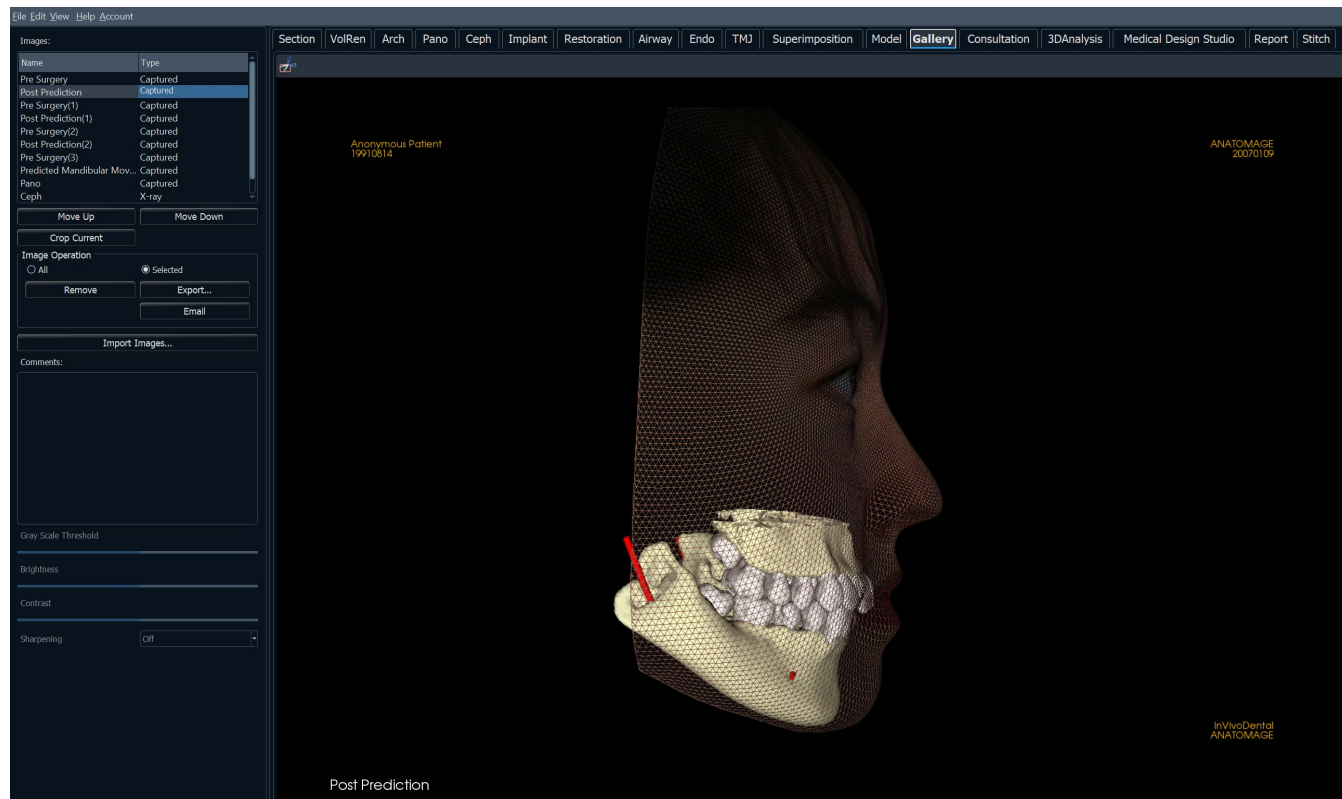 File Edit View Help Account
Images:
Section VolRen Arch Pano Ceph Implant Restoration Airway Endo TMJ Superimposition Model Gallery Consultation 3DAnalysis Medical Design Studio Report Stitch
Name Type
Pre Surgery Captured
Post Prediction Captured
Pre Surgery(1) Captured
Post Prediction(1) Captured
Pre Surgery(2) Captured
Post Prediction(2) Captured
Pre Surgery(3) Captured
Predicted Mandibular Mov... Captured
Pano Captured
Ceph X-ray
Move Up Move Down
Crop Current
Image Operation
All Selected
Remove Export...
Email
Import Images...
Comments:
Gray Scale Threshold
Brightness
Contrast
Sharpening Off
Anonymous Patient
19910814
ANATOMAGE
20070109
InVivoDental
ANATOMAGE
Post Prediction